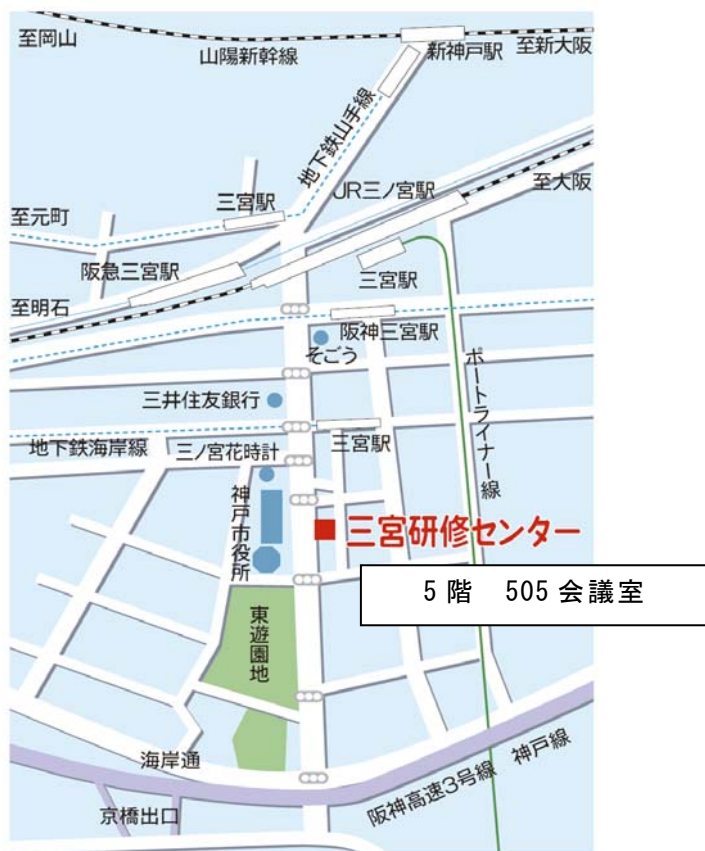 至岡山
山陽新幹線
新神戸駅
至新大阪
地下鉄山手線
三宮駅
JR三ノ宮駅
至大阪
至元町
阪急三宮駅
三宮駅
至明石
阪神三宮駅
そごう
ポートライナー線
三井住友銀行
地下鉄海岸線
三ノ宮花時計
三宮駅
神戸市役所
三宮研修センター
5階 505会議室
東遊園地
海岸通
阪神高速3号線 神戸線
京橋出口